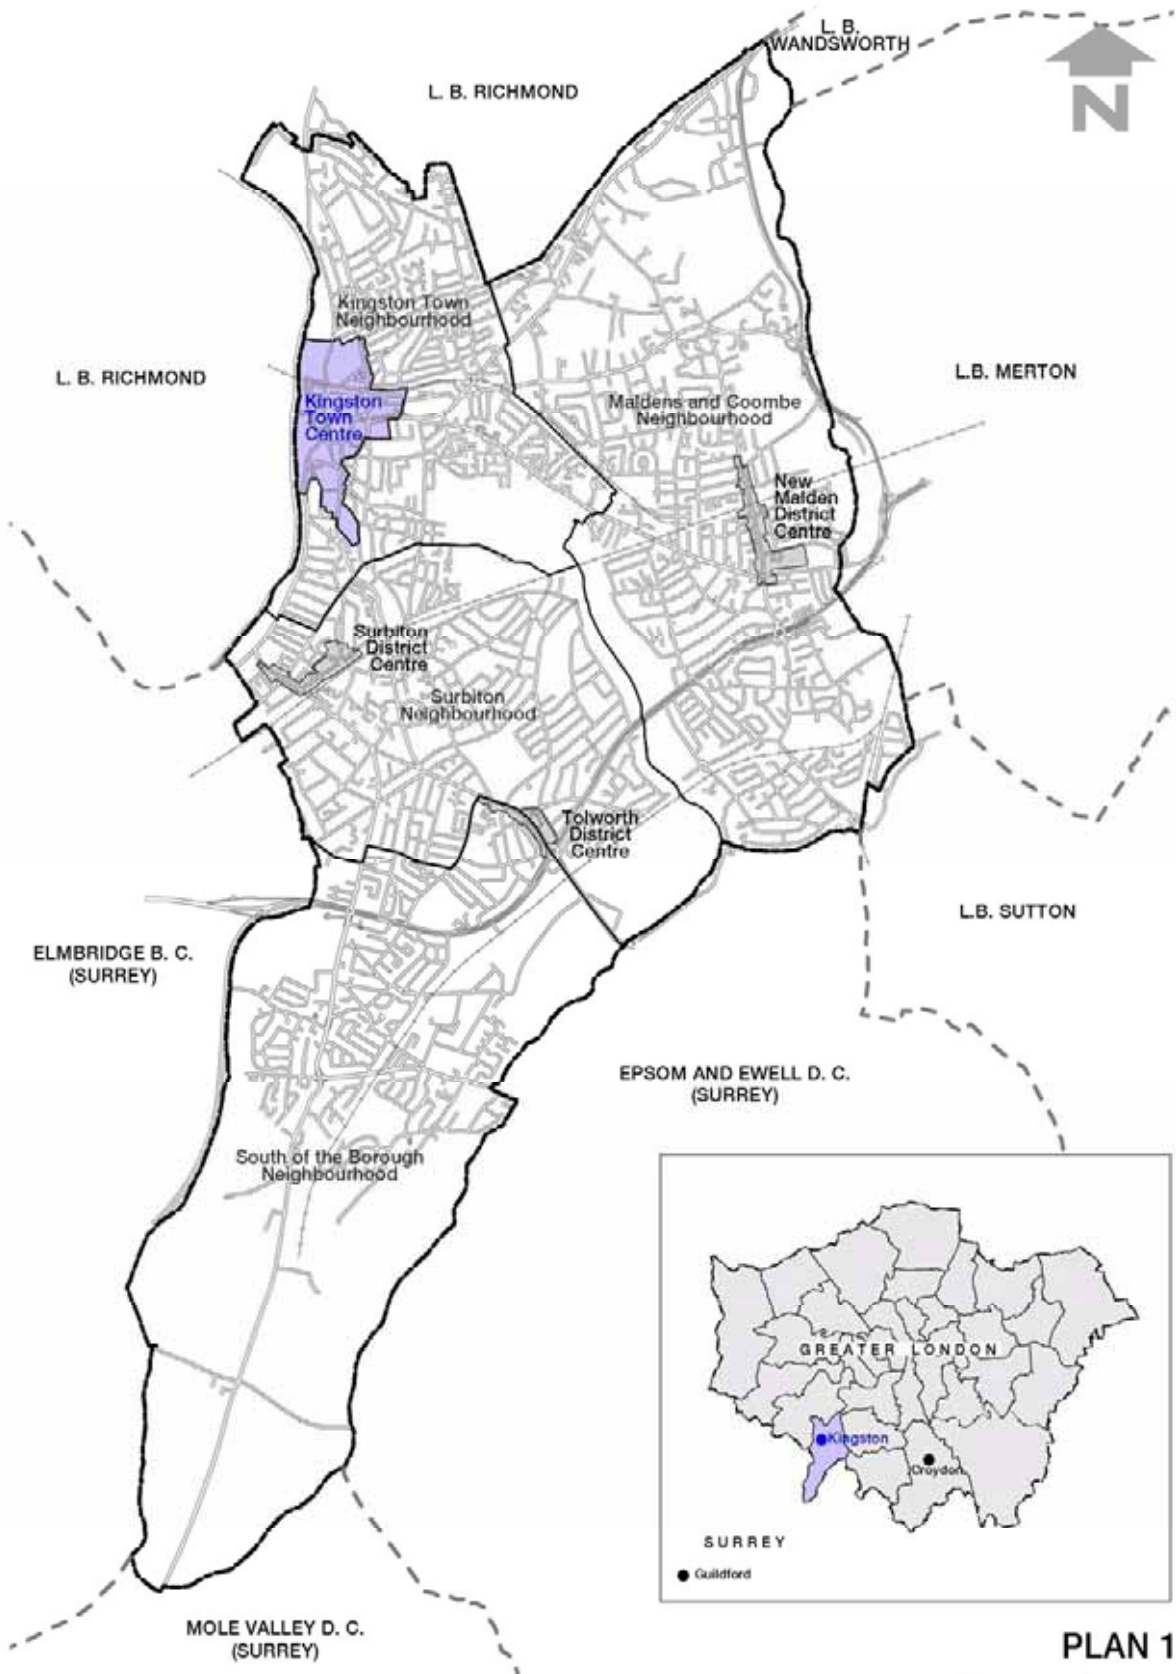 L. B.
WANDSWORTH
L. B. RICHMOND
N
Kingston Town
Neighbourhood
L. B. RICHMOND
L.B. MERTON
Kingston
Town
Centre
Maldens and Coombe
Neighbourhood
New
Malden
District
Centre
Surbiton
District
Centre
Surbiton
Neighbourhood
Tolworth
District
Centre
L.B. SUTTON
ELMBRIDGE B. C.
(SURREY)
EPSOM AND EWELL D. C.
(SURREY)
South of the Borough
Neighbourhood
GREATER LONDON
Kingston
Croydon
SURREY
Guildford
MOLE VALLEY D. C.
(SURREY)
PLAN 1